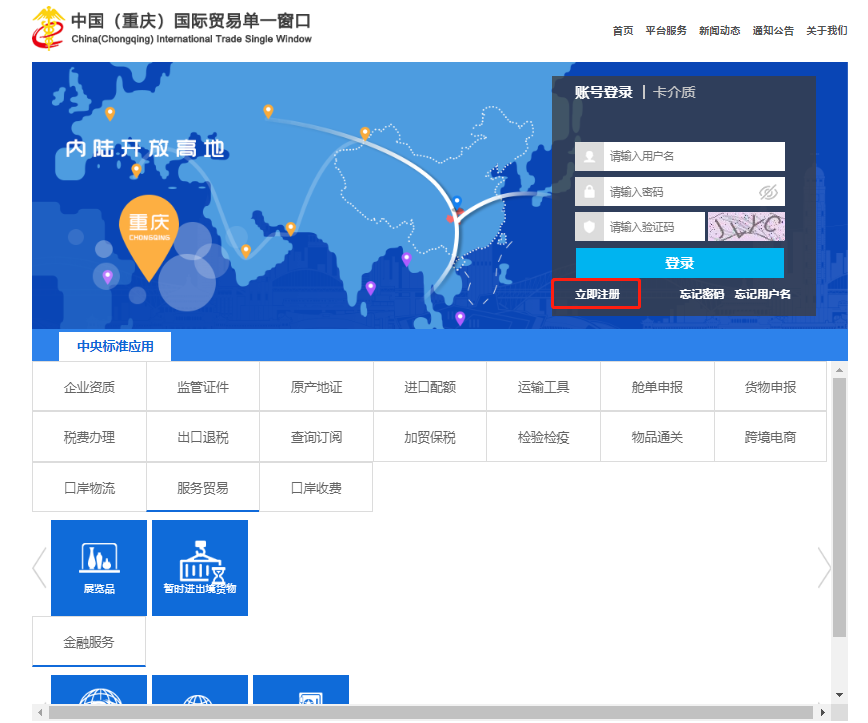 中国（重庆）国际贸易单一窗口
China(Chongqing) International Trade Single Window
首页 平台服务 新闻动态 通知公告 关于我们
内陆开放高地
重庆
CHONGQING
账号登录 | 卡介质
请输入用户名
请输入密码
请输入验证码
登录
立即注册 忘记密码 忘记用户名
中央标准应用
企业资质 监管证件 原产地证 进口配额 运输工具 舱单申报 货物申报
税费办理 出口退税 查询订阅 加贸保税 检验检疫 物品通关 跨境电商
口岸物流 服务贸易 口岸收费
展览品 暂时进出境货物
金融服务